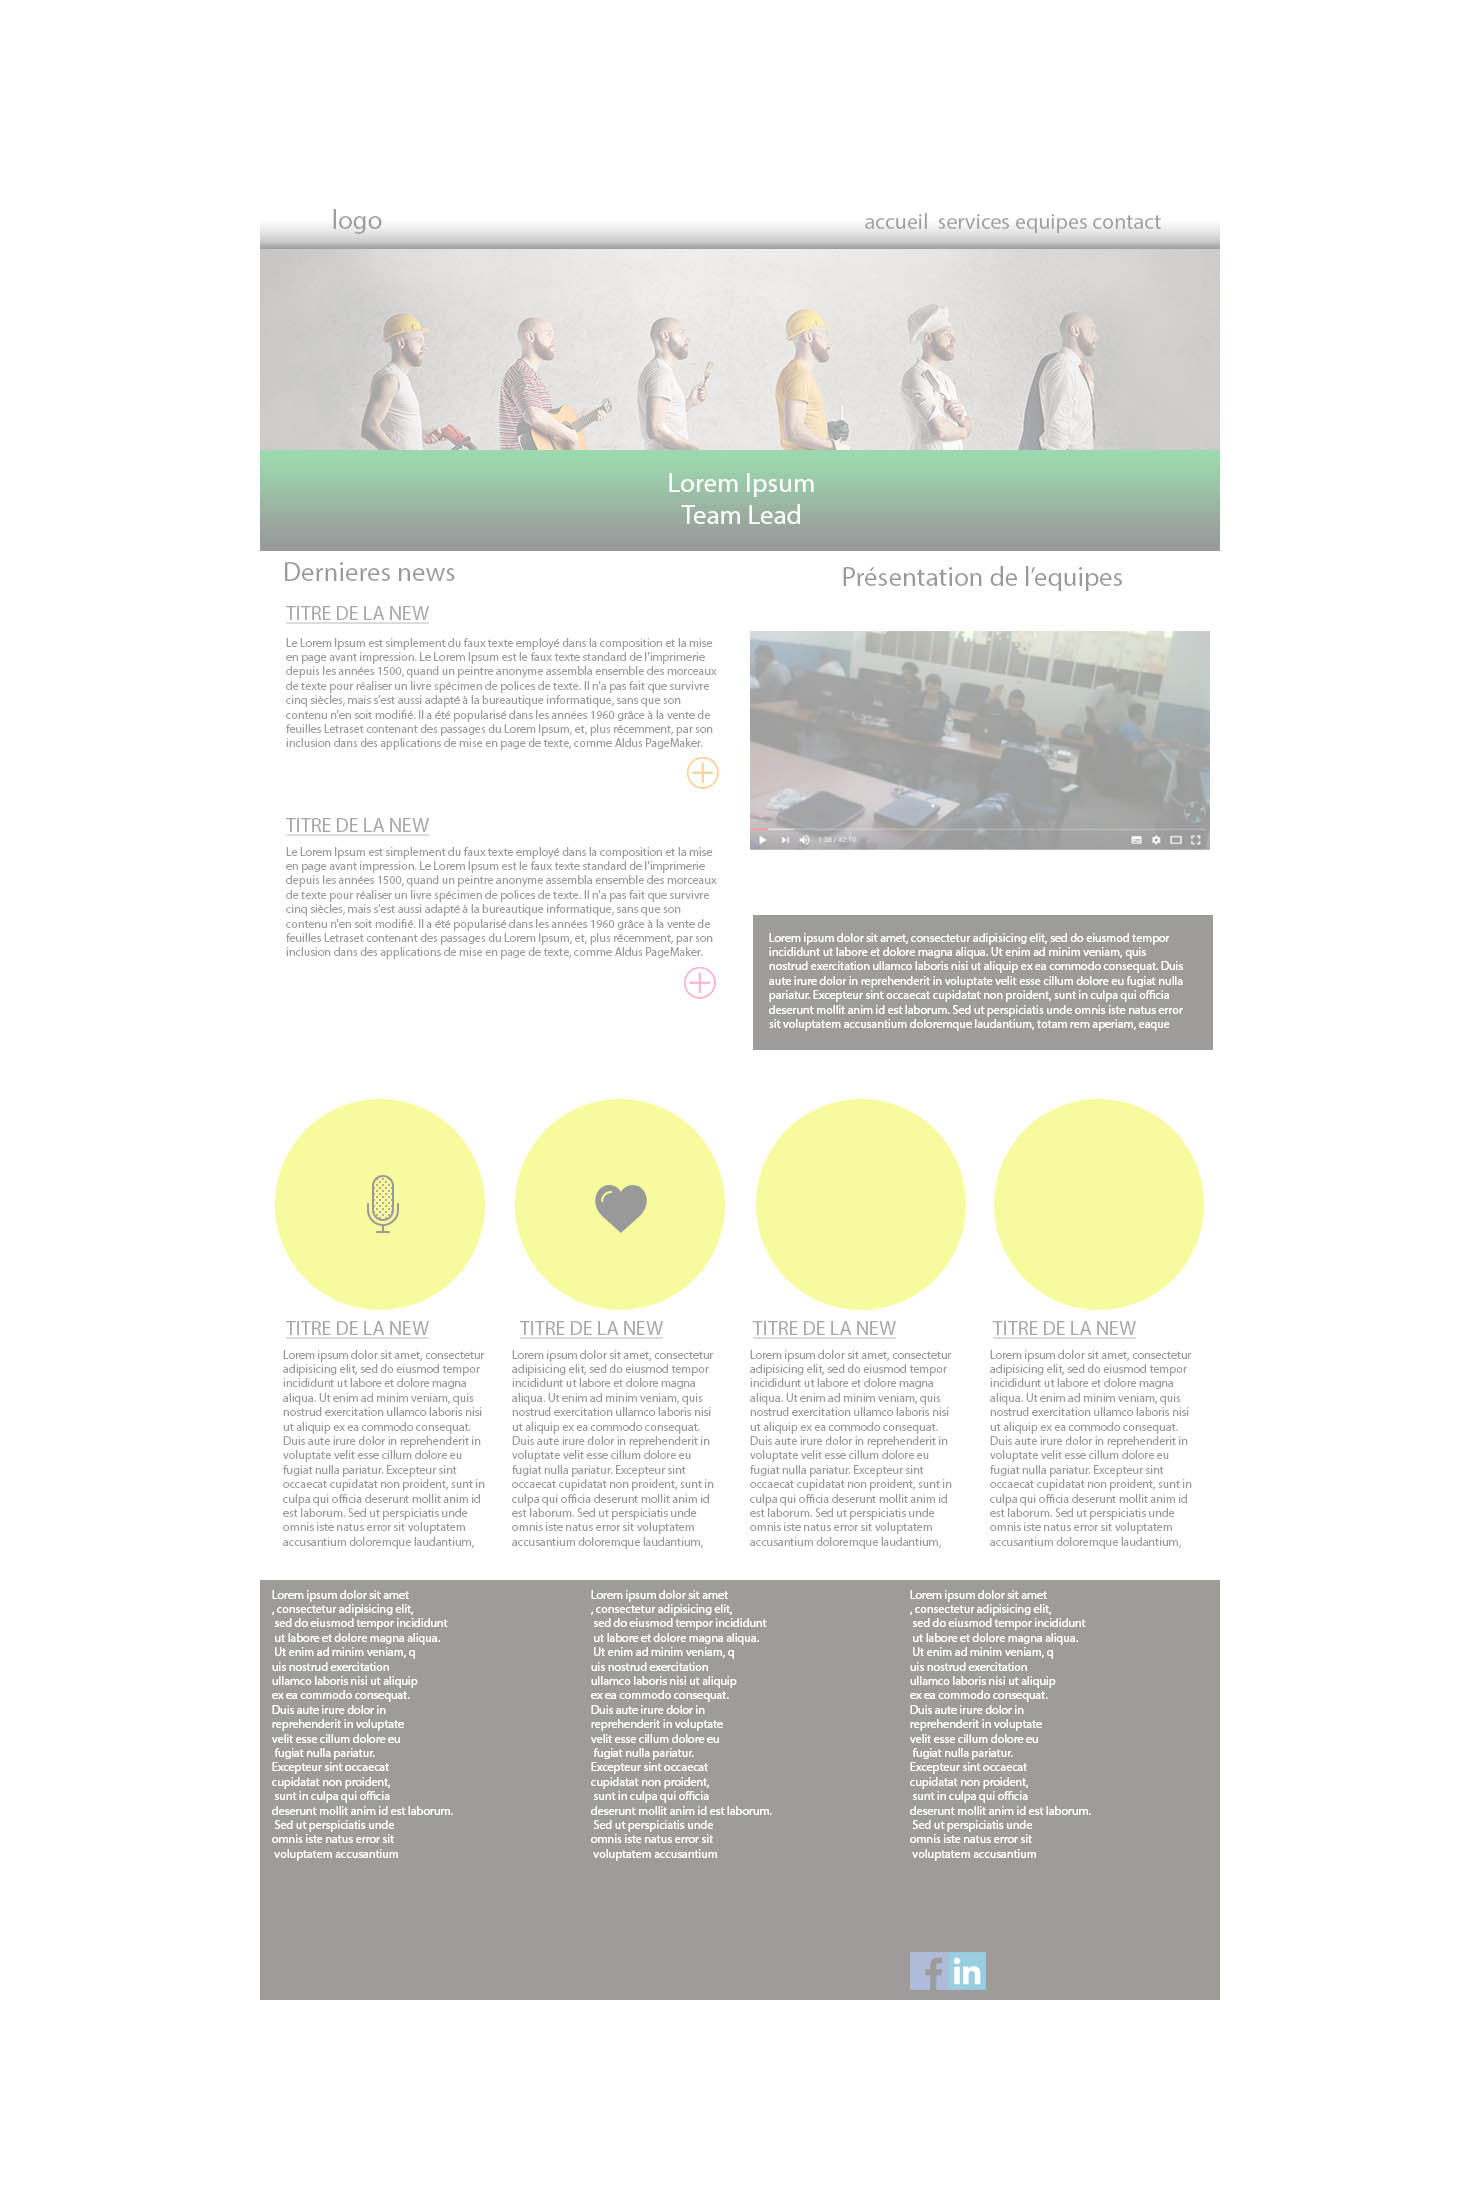 logo
accueil services equipes contact
Lorem Ipsum
Team Lead
Dernieres news
TITRE DE LA NEW
Le Lorem Ipsum est simplement du faux texte employé dans la composition et la mise
en page avant impression. Le Lorem Ipsum est le faux texte standard de l'imprimerie
depuis les années 1500, quand un peintre anonyme assembla ensemble des morceaux
de texte pour réaliser un livre spécimen de polices de texte. Il n'a pas fait que survivre
cinq siècles, mais s'est aussi adapté à la bureautique informatique, sans que son
contenu n'en soit modifié. Il a été popularisé dans les années 1960 grâce à la vente de
feuilles Letraset contenant des passages du Lorem Ipsum, et, plus récemment, par son
inclusion dans des applications de mise en page de texte, comme Aldus PageMaker.
TITRE DE LA NEW
Le Lorem Ipsum est simplement du faux texte employé dans la composition et la mise
en page avant impression. Le Lorem Ipsum est le faux texte standard de l'imprimerie
depuis les années 1500, quand un peintre anonyme assembla ensemble des morceaux
de texte pour réaliser un livre spécimen de polices de texte. Il n'a pas fait que survivre
cinq siècles, mais s'est aussi adapté à la bureautique informatique, sans que son
contenu n'en soit modifié. Il a été popularisé dans les années 1960 grâce à la vente de
feuilles Letraset contenant des passages du Lorem Ipsum, et, plus récemment, par son
inclusion dans des applications de mise en page de texte, comme Aldus PageMaker.
Présentation de l'equipes
1:38 / 42:19
Lorem ipsum dolor sit amet, consectetur adipisicing elit, sed do eiusmod tempor
incididunt ut labore et dolore magna aliqua. Ut enim ad minim veniam, quis
nostrud exercitation ullamco laboris nisi ut aliquip ex ea commodo consequat. Duis
aute irure dolor in reprehenderit in voluptate velit esse cillum dolore eu fugiat nulla
pariatur. Excepteur sint occaecat cupidatat non proident, sunt in culpa qui officia
deserunt mollit anim id est laborum. Sed ut perspiciatis unde omnis iste natus error
sit voluptatem accusantium doloremque laudantium, totam rem aperiam, eaque
TITRE DE LA NEW
Lorem ipsum dolor sit amet, consectetur
adipisicing elit, sed do eiusmod tempor
incididunt ut labore et dolore magna
aliqua. Ut enim ad minim veniam, quis
nostrud exercitation ullamco laboris nisi
ut aliquip ex ea commodo consequat.
Duis aute irure dolor in reprehenderit in
voluptate velit esse cillum dolore eu
fugiat nulla pariatur. Excepteur sint
occaecat cupidatat non proident, sunt in
culpa qui officia deserunt mollit anim id
est laborum. Sed ut perspiciatis unde
omnis iste natus error sit voluptatem
accusantium doloremque laudantium,
TITRE DE LA NEW
Lorem ipsum dolor sit amet, consectetur
adipisicing elit, sed do eiusmod tempor
incididunt ut labore et dolore magna
aliqua. Ut enim ad minim veniam, quis
nostrud exercitation ullamco laboris nisi
ut aliquip ex ea commodo consequat.
Duis aute irure dolor in reprehenderit in
voluptate velit esse cillum dolore eu
fugiat nulla pariatur. Excepteur sint
occaecat cupidatat non proident, sunt in
culpa qui officia deserunt mollit anim id
est laborum. Sed ut perspiciatis unde
omnis iste natus error sit voluptatem
accusantium doloremque laudantium,
TITRE DE LA NEW
Lorem ipsum dolor sit amet, consectetur
adipisicing elit, sed do eiusmod tempor
incididunt ut labore et dolore magna
aliqua. Ut enim ad minim veniam, quis
nostrud exercitation ullamco laboris nisi
ut aliquip ex ea commodo consequat.
Duis aute irure dolor in reprehenderit in
voluptate velit esse cillum dolore eu
fugiat nulla pariatur. Excepteur sint
occaecat cupidatat non proident, sunt in
culpa qui officia deserunt mollit anim id
est laborum. Sed ut perspiciatis unde
omnis iste natus error sit voluptatem
accusantium doloremque laudantium,
TITRE DE LA NEW
Lorem ipsum dolor sit amet, consectetur
adipisicing elit, sed do eiusmod tempor
incididunt ut labore et dolore magna
aliqua. Ut enim ad minim veniam, quis
nostrud exercitation ullamco laboris nisi
ut aliquip ex ea commodo consequat.
Duis aute irure dolor in reprehenderit in
voluptate velit esse cillum dolore eu
fugiat nulla pariatur. Excepteur sint
occaecat cupidatat non proident, sunt in
culpa qui officia deserunt mollit anim id
est laborum. Sed ut perspiciatis unde
omnis iste natus error sit voluptatem
accusantium doloremque laudantium,
Lorem ipsum dolor sit amet
, consectetur adipisicing elit,
sed do eiusmod tempor incididunt
ut labore et dolore magna aliqua.
Ut enim ad minim veniam, q
uis nostrud exercitation
ullamco laboris nisi ut aliquip
ex ea commodo consequat.
Duis aute irure dolor in
reprehenderit in voluptate
velit esse cillum dolore eu
fugiat nulla pariatur.
Excepteur sint occaecat
cupidatat non proident,
sunt in culpa qui officia
deserunt mollit anim id est laborum.
Sed ut perspiciatis unde
omnis iste natus error sit
voluptatem accusantium
Lorem ipsum dolor sit amet
, consectetur adipisicing elit,
sed do eiusmod tempor incididunt
ut labore et dolore magna aliqua.
Ut enim ad minim veniam, q
uis nostrud exercitation
ullamco laboris nisi ut aliquip
ex ea commodo consequat.
Duis aute irure dolor in
reprehenderit in voluptate
velit esse cillum dolore eu
fugiat nulla pariatur.
Excepteur sint occaecat
cupidatat non proident,
sunt in culpa qui officia
deserunt mollit anim id est laborum.
Sed ut perspiciatis unde
omnis iste natus error sit
voluptatem accusantium
Lorem ipsum dolor sit amet
, consectetur adipisicing elit,
sed do eiusmod tempor incididunt
ut labore et dolore magna aliqua.
Ut enim ad minim veniam, q
uis nostrud exercitation
ullamco laboris nisi ut aliquip
ex ea commodo consequat.
Duis aute irure dolor in
reprehenderit in voluptate
velit esse cillum dolore eu
fugiat nulla pariatur.
Excepteur sint occaecat
cupidatat non proident,
sunt in culpa qui officia
deserunt mollit anim id est laborum.
Sed ut perspiciatis unde
omnis iste natus error sit
voluptatem accusantium
f in